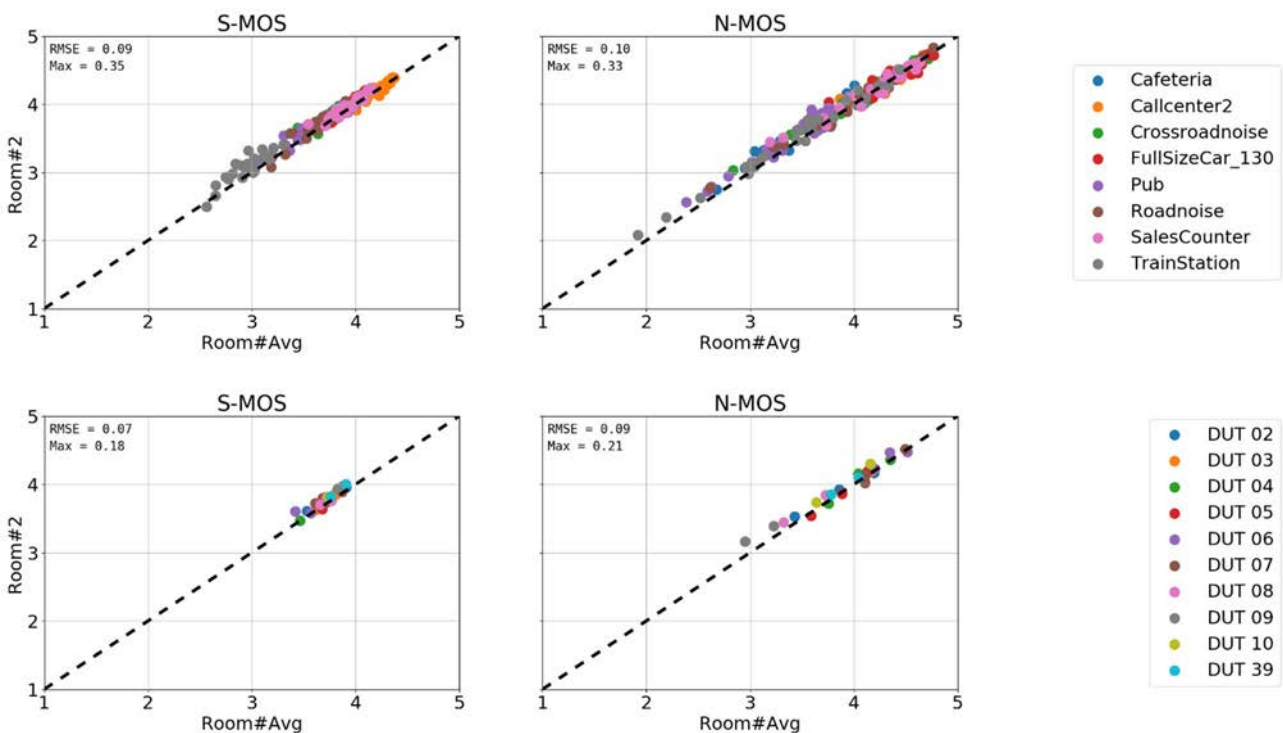 S-MOS
RMSE = 0.09
Max = 0.35
5
4
3
2
1
Room#2
1 2 3 4 5
Room#Avg
N-MOS
RMSE = 0.10
Max = 0.33
1 2 3 4 5
Room#Avg
Cafeteria
Callcenter2
Crossroadnoise
FullSizeCar_130
Pub
Roadnoise
SalesCounter
TrainStation
S-MOS
RMSE = 0.07
Max = 0.18
5
4
3
2
1
Room#2
1 2 3 4 5
Room#Avg
N-MOS
RMSE = 0.09
Max = 0.21
1 2 3 4 5
Room#Avg
DUT 02
DUT 03
DUT 04
DUT 05
DUT 06
DUT 07
DUT 08
DUT 09
DUT 10
DUT 39